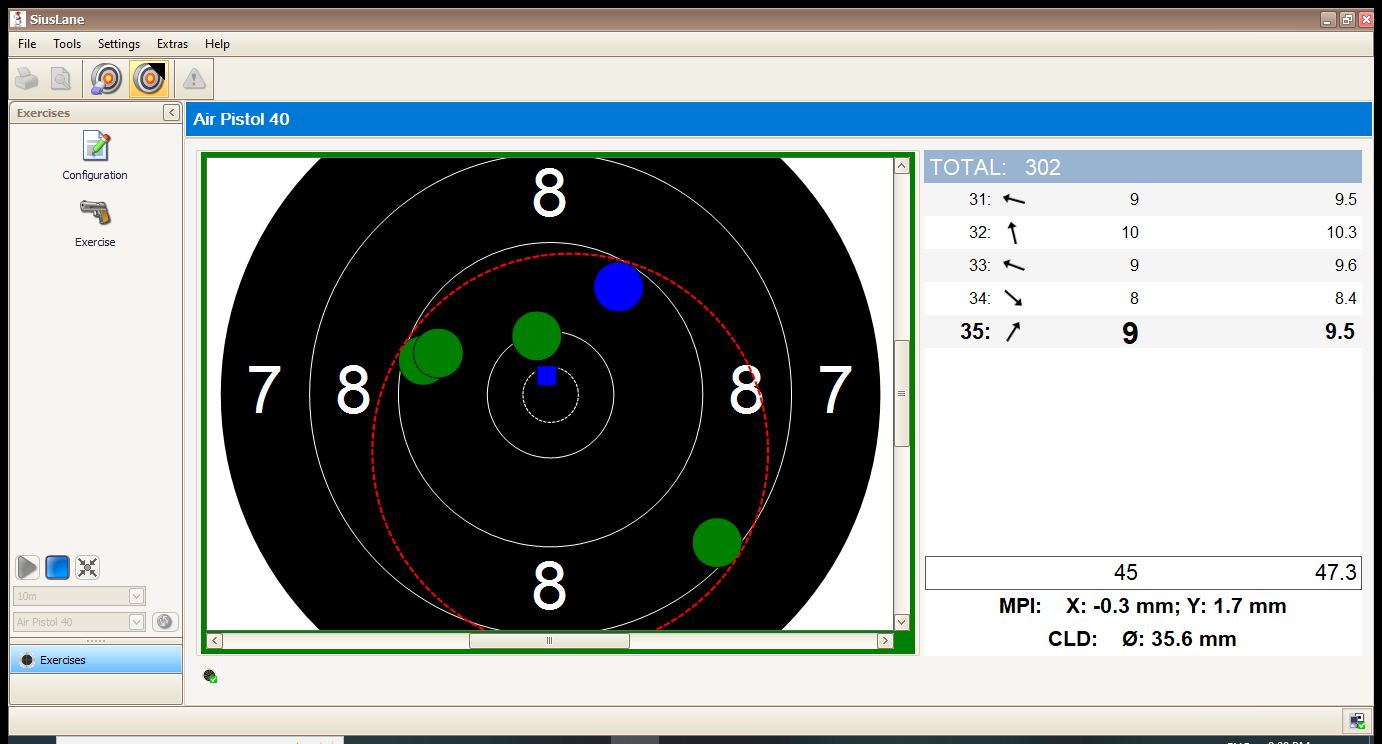 SiusLane
File Tools Settings Extras Help
Exercises
Configuration
Exercise
10m
Air Pistol 40
Exercises
Air Pistol 40
8
7 8 8 7
8
TOTAL: 302
31: 9 9.5
32: 10 10.3
33: 9 9.6
34: 8 8.4
35: 9 9.5
45 47.3
MPI: X: -0.3 mm; Y: 1.7 mm
CLD: Ø: 35.6 mm